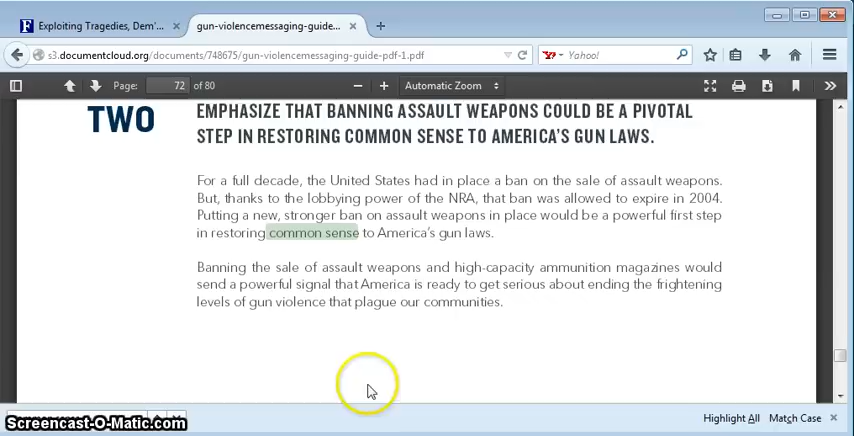 Exploiting Tragedies, Dem'... ×
gun-violencemessaging-guide... ×
s3.documentcloud.org/documents/748675/gun-violencemessaging-guide-pdf-1.pdf
Yahoo!
Page: 72 of 80
Automatic Zoom
TWO
EMPHASIZE THAT BANNING ASSAULT WEAPONS COULD BE A PIVOTAL
STEP IN RESTORING COMMON SENSE TO AMERICA'S GUN LAWS.
For a full decade, the United States had in place a ban on the sale of assault weapons.
But, thanks to the lobbying power of the NRA, that ban was allowed to expire in 2004.
Putting a new, stronger ban on assault weapons in place would be a powerful first step
in restoring common sense to America's gun laws.
Banning the sale of assault weapons and high-capacity ammunition magazines would
send a powerful signal that America is ready to get serious about ending the frightening
levels of gun violence that plague our communities.
Highlight All Match Case ×
Screencast-O-Matic.com